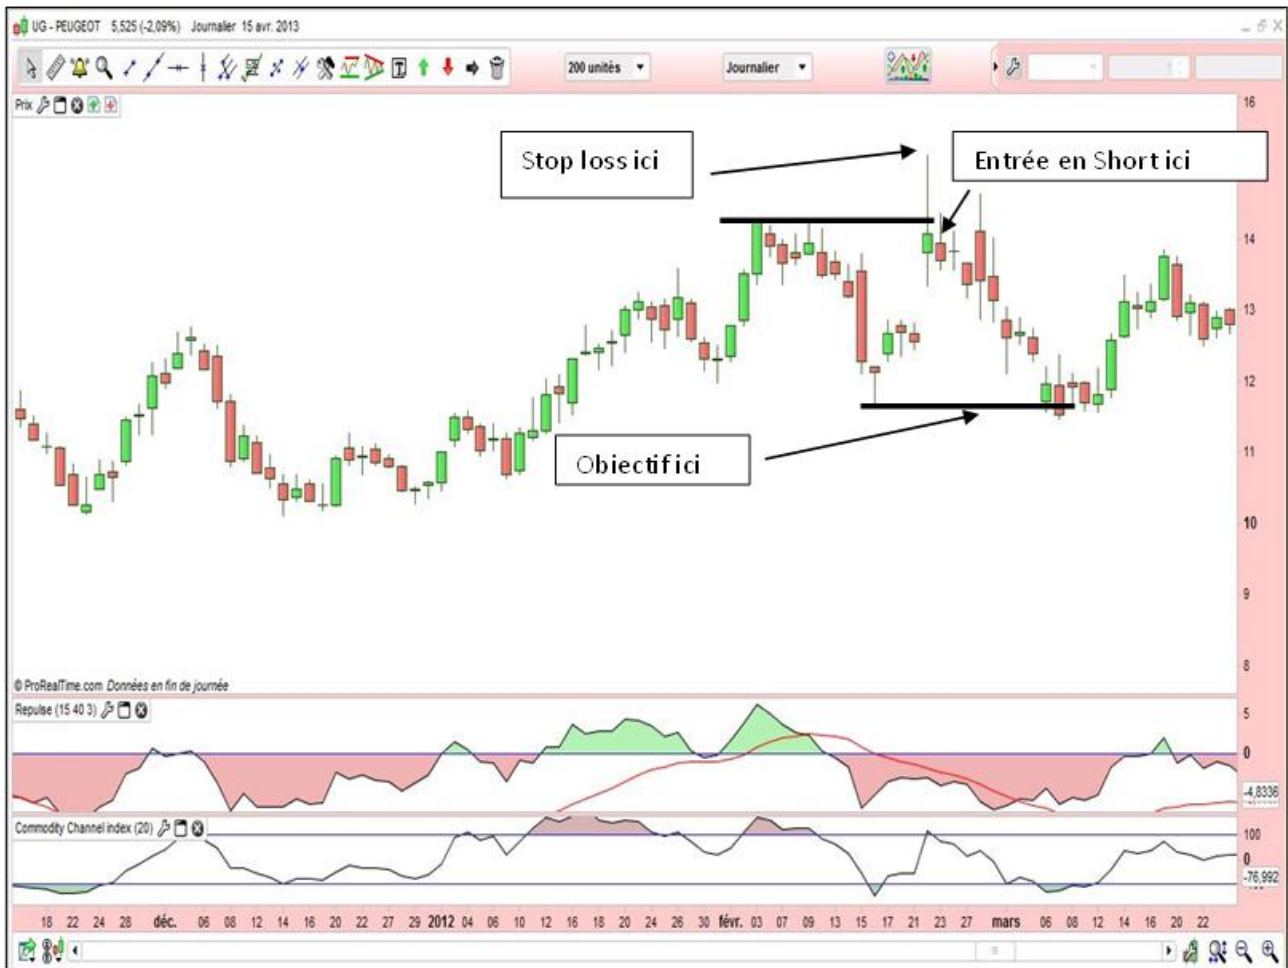 UG - PEUGEOT 5,525 (-2,09%) Journalier 15 avr. 2013
200 unités Journalier
Prix
16
Stop loss ici
Entrée en Short ici
14
13
12
Obiectif ici
11
10
9
8
© ProRealTime.com Données en fin de journée
Repulse (15 40 3)
5
0
-4,8336
Commodity Channel index (20)
100
0
-76,992
18 22 24 28 déc. 06 08 12 14 16 20 22 27 29 2012 04 06 10 12 16 18 20 24 26 30 févr. 03 07 09 13 15 17 21 23 27 mars 06 08 12 14 16 20 22